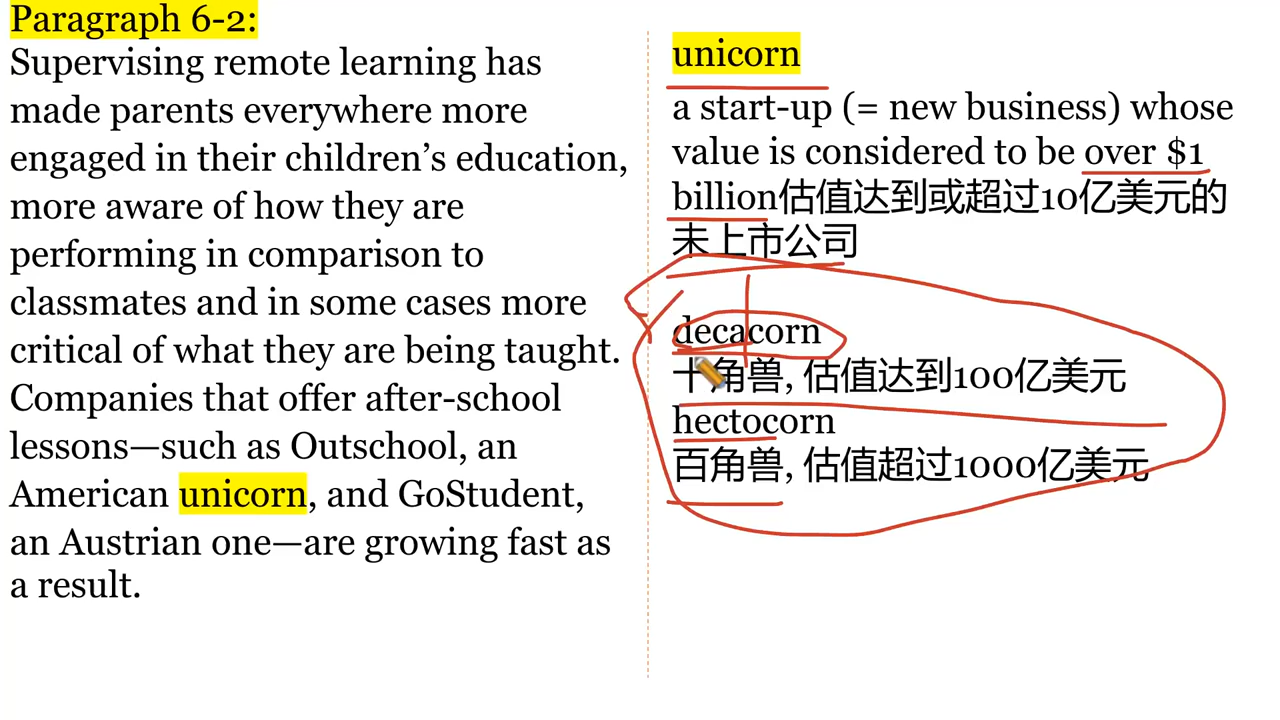 Paragraph 6-2:
Supervising remote learning has
made parents everywhere more
engaged in their children’s education,
more aware of how they are
performing in comparison to
classmates and in some cases more
critical of what they are being taught.
Companies that offer after-school
lessons—such as Outschool, an
American unicorn, and GoStudent,
an Austrian one—are growing fast as
a result.
unicorn
a start-up (= new business) whose
value is considered to be over $1
billion估值达到或超过10亿美元的
未上市公司
decacorn
十角兽, 估值达到100亿美元
hectocorn
百角兽, 估值超过1000亿美元